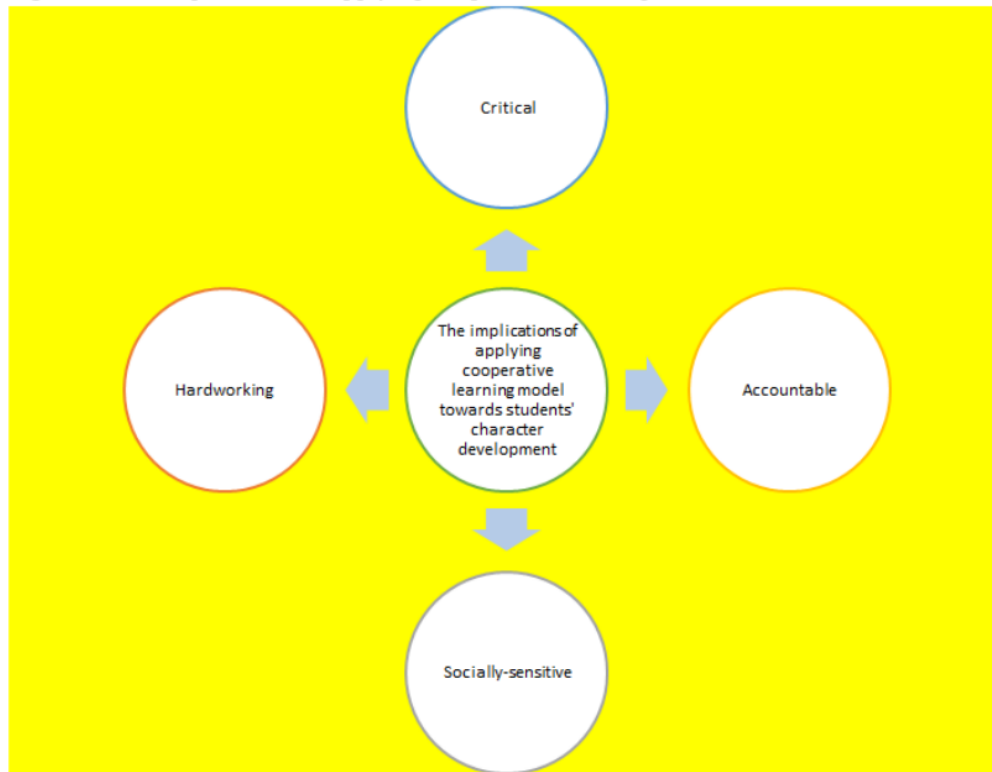 Critical
The implications of
applying
cooperative
learning model
towards students'
character
development
Hardworking
Accountable
Socially-sensitive